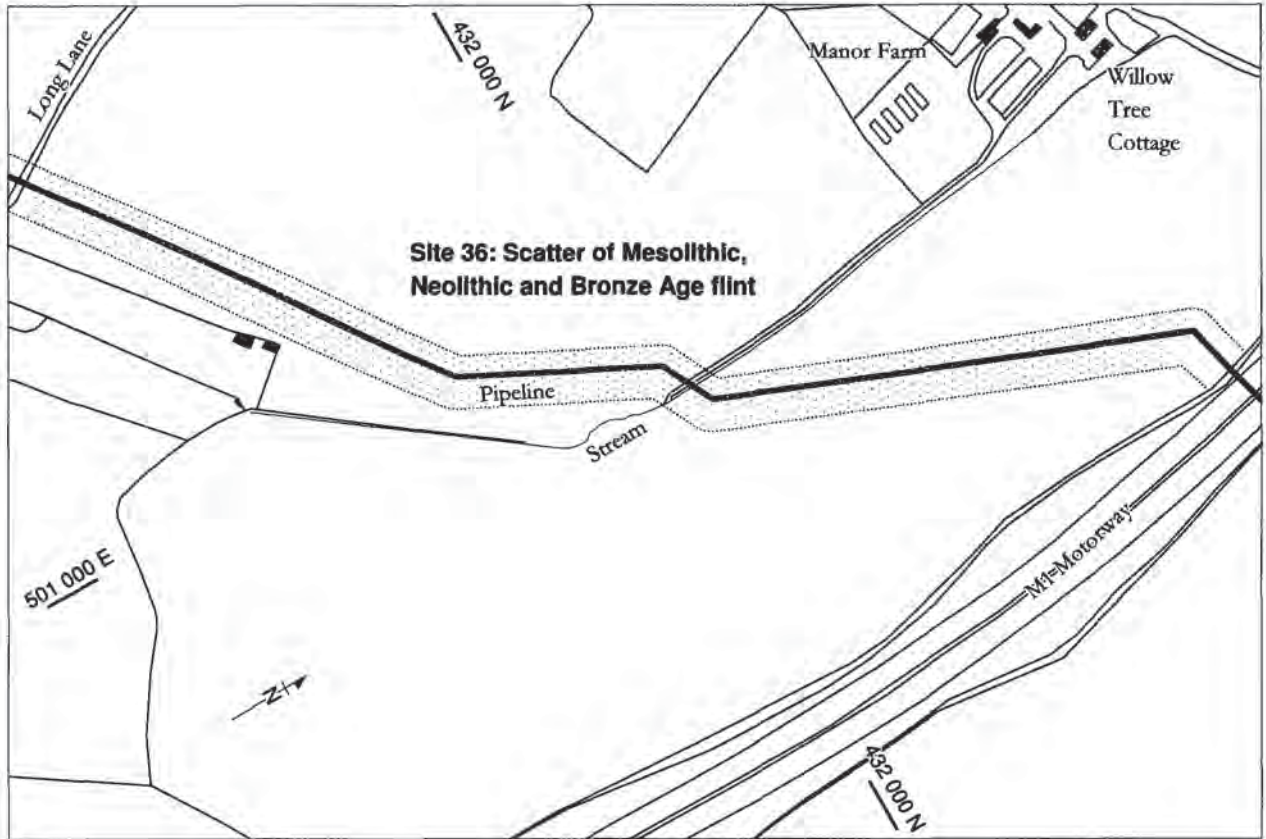 Long Lane
432 000 N
Manor Farm
Willow
Tree
Cottage
Site 36: Scatter of Mesolithic,
Neolithic and Bronze Age flint
Pipeline
Stream
501 000 E
M1 Motorway
N
432 000 N